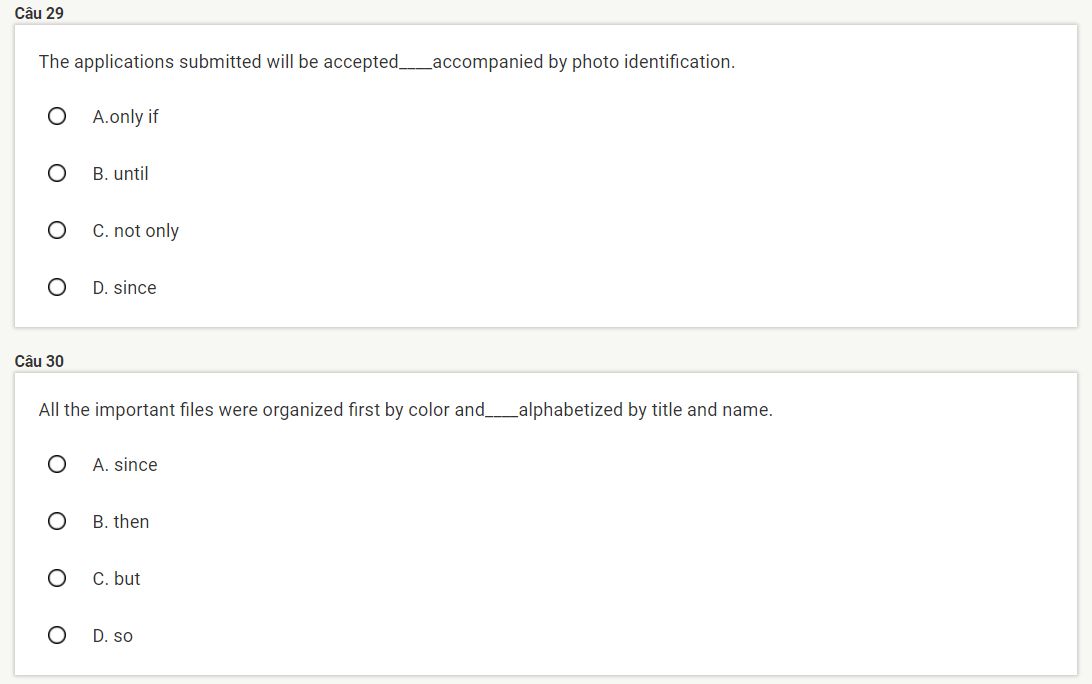 Câu 29
The applications submitted will be accepted____accompanied by photo identification.
A.only if
B. until
C. not only
D. since
Câu 30
All the important files were organized first by color and____alphabetized by title and name.
A. since
B. then
C. but
D. so